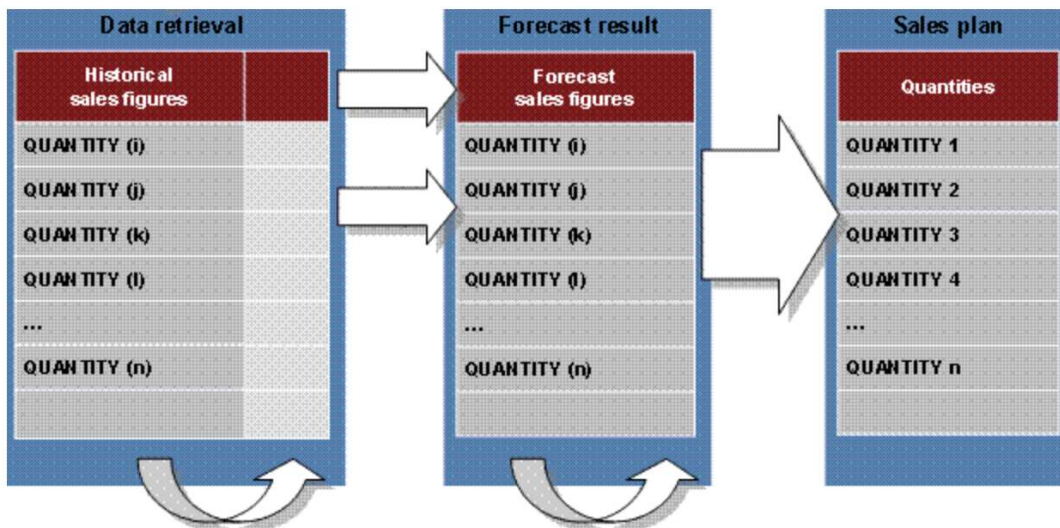 Data retrieval
Historical
sales figures
QUANTITY (i)
QUANTITY (j)
QUANTITY (k)
QUANTITY (l)
...
QUANTITY (n)
Forecast result
Forecast
sales figures
QUANTITY (i)
QUANTITY (j)
QUANTITY (k)
QUANTITY (l)
...
QUANTITY (n)
Sales plan
Quantities
QUANTITY 1
QUANTITY 2
QUANTITY 3
QUANTITY 4
...
QUANTITY n